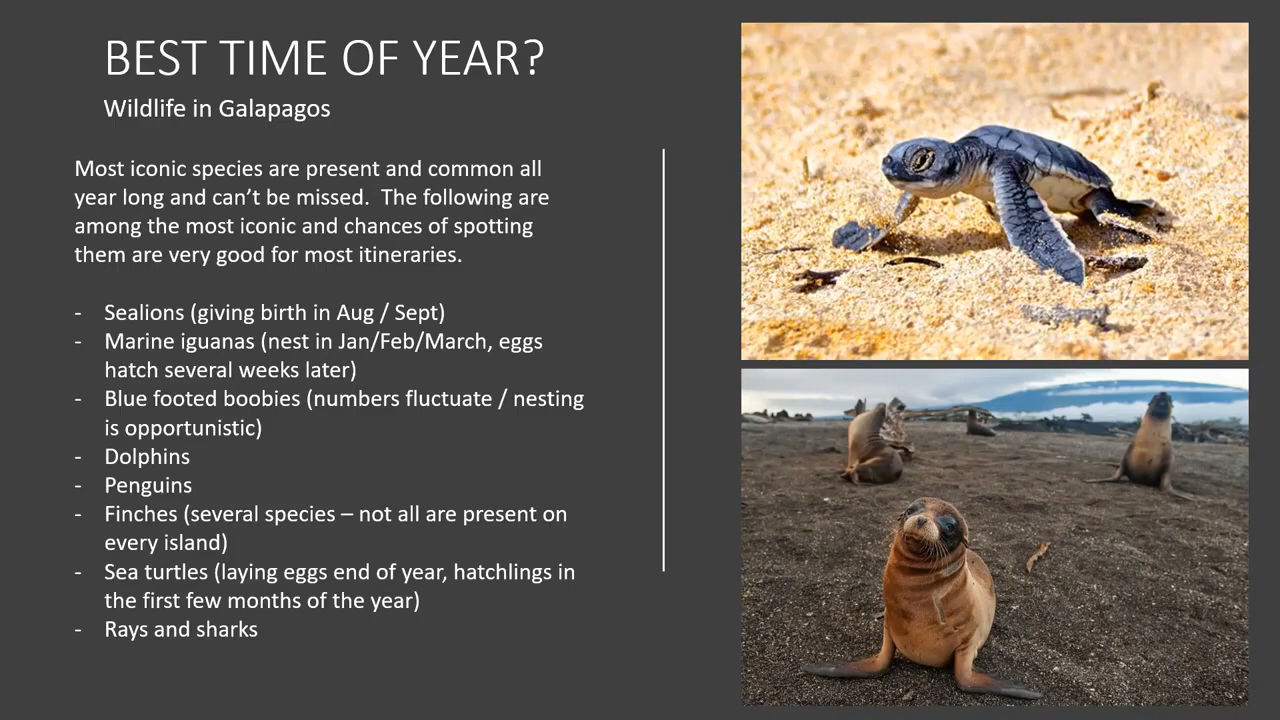 BEST TIME OF YEAR?
Wildlife in Galapagos
Most iconic species are present and common all
year long and can’t be missed.  The following are
among the most iconic and chances of spotting
them are very good for most itineraries.
- Sealions (giving birth in Aug / Sept)
- Marine iguanas (nest in Jan/Feb/March, eggs
hatch several weeks later)
- Blue footed boobies (numbers fluctuate / nesting
is opportunistic)
- Dolphins
- Penguins
- Finches (several species – not all are present on
every island)
- Sea turtles (laying eggs end of year, hatchlings in
the first few months of the year)
- Rays and sharks